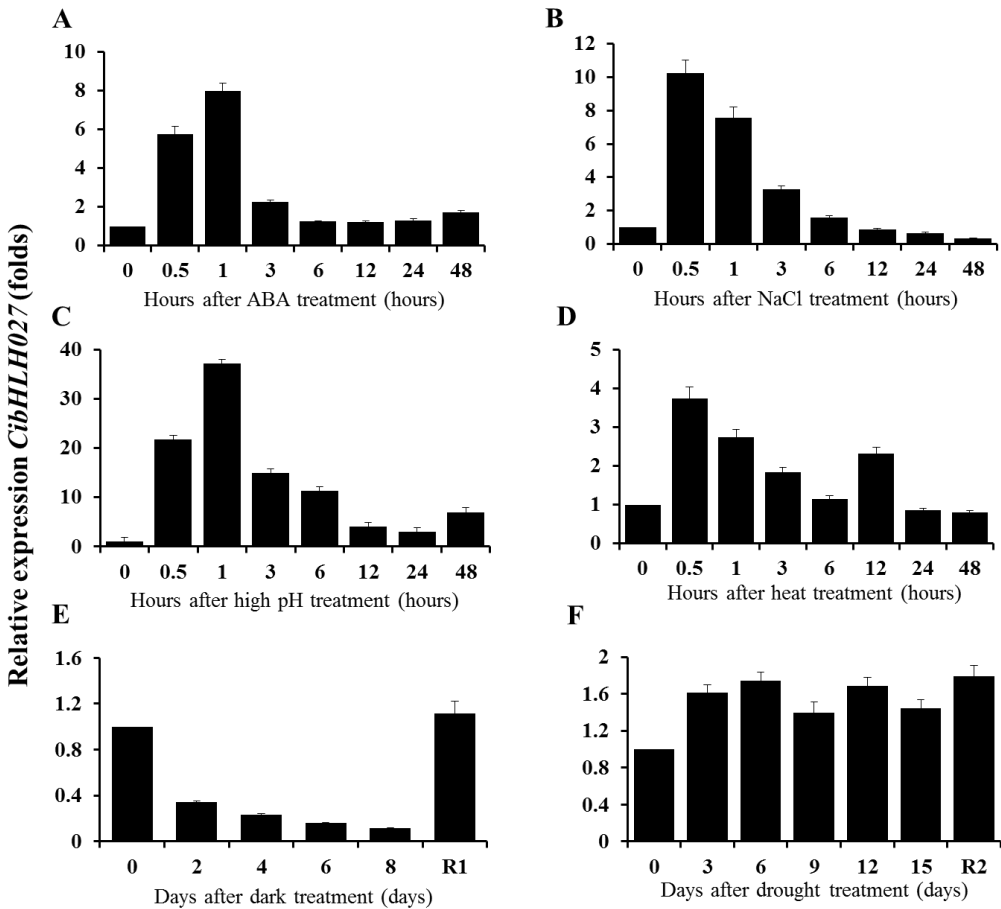 Relative expression CibHLH027 (folds)
A
10
8
6
4
2
0
0 0.5 1 3 6 12 24 48
Hours after ABA treatment (hours)
B
12
10
8
6
4
2
0
0 0.5 1 3 6 12 24 48
Hours after NaCl treatment (hours)
C
40
30
20
10
0
0 0.5 1 3 6 12 24 48
Hours after high pH treatment (hours)
D
5
4
3
2
1
0
0 0.5 1 3 6 12 24 48
Hours after heat treatment (hours)
E
1.6
1.2
0.8
0.4
0
0 2 4 6 8 R1
Days after dark treatment (days)
F
2
1.6
1.2
0.8
0.4
0
0 3 6 9 12 15 R2
Days after drought treatment (days)